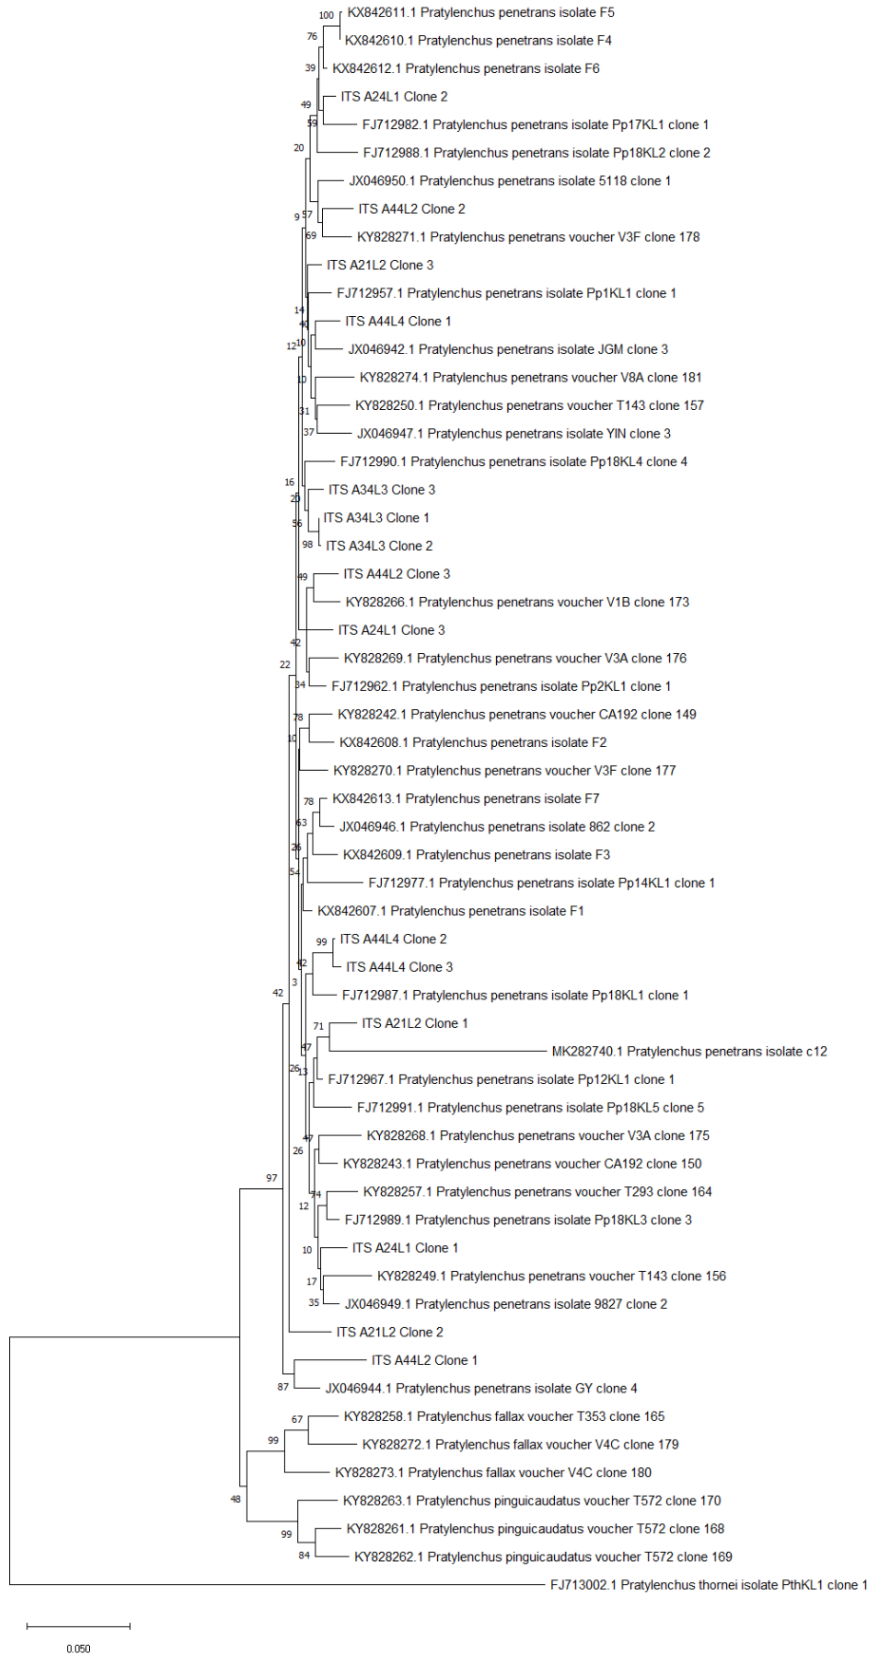 100
KX842611.1 Pratylenchus penetrans isolate F5
76
KX842610.1 Pratylenchus penetrans isolate F4
39
KX842612.1 Pratylenchus penetrans isolate F6
49
ITS A24L1 Clone 2
59
FJ712982.1 Pratylenchus penetrans isolate Pp17KL1 clone 1
20
FJ712988.1 Pratylenchus penetrans isolate Pp18KL2 clone 2
JX046950.1 Pratylenchus penetrans isolate 5118 clone 1
9
57
ITS A44L2 Clone 2
69
KY828271.1 Pratylenchus penetrans voucher V3F clone 178
ITS A21L2 Clone 3
FJ712957.1 Pratylenchus penetrans isolate Pp1KL1 clone 1
14
40
ITS A44L4 Clone 1
12
10
JX046942.1 Pratylenchus penetrans isolate JGM clone 3
10
KY828274.1 Pratylenchus penetrans voucher V8A clone 181
31
KY828250.1 Pratylenchus penetrans voucher T143 clone 157
37
JX046947.1 Pratylenchus penetrans isolate YIN clone 3
FJ712990.1 Pratylenchus penetrans isolate Pp18KL4 clone 4
16
ITS A34L3 Clone 3
56
ITS A34L3 Clone 1
98
ITS A34L3 Clone 2
49
ITS A44L2 Clone 3
KY828266.1 Pratylenchus penetrans voucher V1B clone 173
ITS A24L1 Clone 3
42
22
KY828269.1 Pratylenchus penetrans voucher V3A clone 176
34
FJ712962.1 Pratylenchus penetrans isolate Pp2KL1 clone 1
78
KY828242.1 Pratylenchus penetrans voucher CA192 clone 149
10
KX842608.1 Pratylenchus penetrans isolate F2
KY828270.1 Pratylenchus penetrans voucher V3F clone 177
78
KX842613.1 Pratylenchus penetrans isolate F7
63
JX046946.1 Pratylenchus penetrans isolate 862 clone 2
26
KX842609.1 Pratylenchus penetrans isolate F3
54
FJ712977.1 Pratylenchus penetrans isolate Pp14KL1 clone 1
KX842607.1 Pratylenchus penetrans isolate F1
99
ITS A44L4 Clone 2
42
ITS A44L4 Clone 3
3
42
FJ712987.1 Pratylenchus penetrans isolate Pp18KL1 clone 1
71
ITS A21L2 Clone 1
47
MK282740.1 Pratylenchus penetrans isolate c12
26
13
FJ712967.1 Pratylenchus penetrans isolate Pp12KL1 clone 1
FJ712991.1 Pratylenchus penetrans isolate Pp18KL5 clone 5
47
KY828268.1 Pratylenchus penetrans voucher V3A clone 175
26
KY828243.1 Pratylenchus penetrans voucher CA192 clone 150
97
74
KY828257.1 Pratylenchus penetrans voucher T293 clone 164
12
FJ712989.1 Pratylenchus penetrans isolate Pp18KL3 clone 3
10
ITS A24L1 Clone 1
17
KY828249.1 Pratylenchus penetrans voucher T143 clone 156
35
JX046949.1 Pratylenchus penetrans isolate 9827 clone 2
ITS A21L2 Clone 2
ITS A44L2 Clone 1
87
JX046944.1 Pratylenchus penetrans isolate GY clone 4
67
KY828258.1 Pratylenchus fallax voucher T353 clone 165
99
KY828272.1 Pratylenchus fallax voucher V4C clone 179
KY828273.1 Pratylenchus fallax voucher V4C clone 180
48
KY828263.1 Pratylenchus pinguicaudatus voucher T572 clone 170
99
KY828261.1 Pratylenchus pinguicaudatus voucher T572 clone 168
84
KY828262.1 Pratylenchus pinguicaudatus voucher T572 clone 169
FJ713002.1 Pratylenchus thornei isolate PthKL1 clone 1
0.050